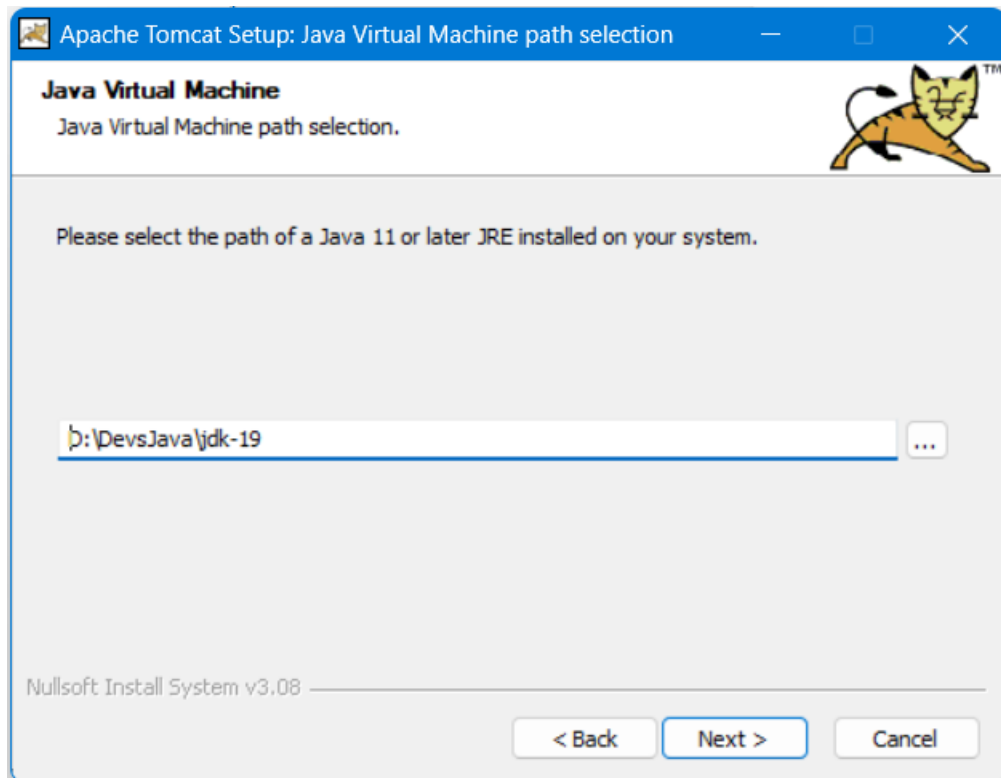 Apache Tomcat Setup: Java Virtual Machine path selection
Java Virtual Machine
TM
Java Virtual Machine path selection.
Please select the path of a Java 11 or later JRE installed on your system.
D:\DevsJava\jdk-19
...
Nullsoft Install System v3.08
< Back
Next >
Cancel